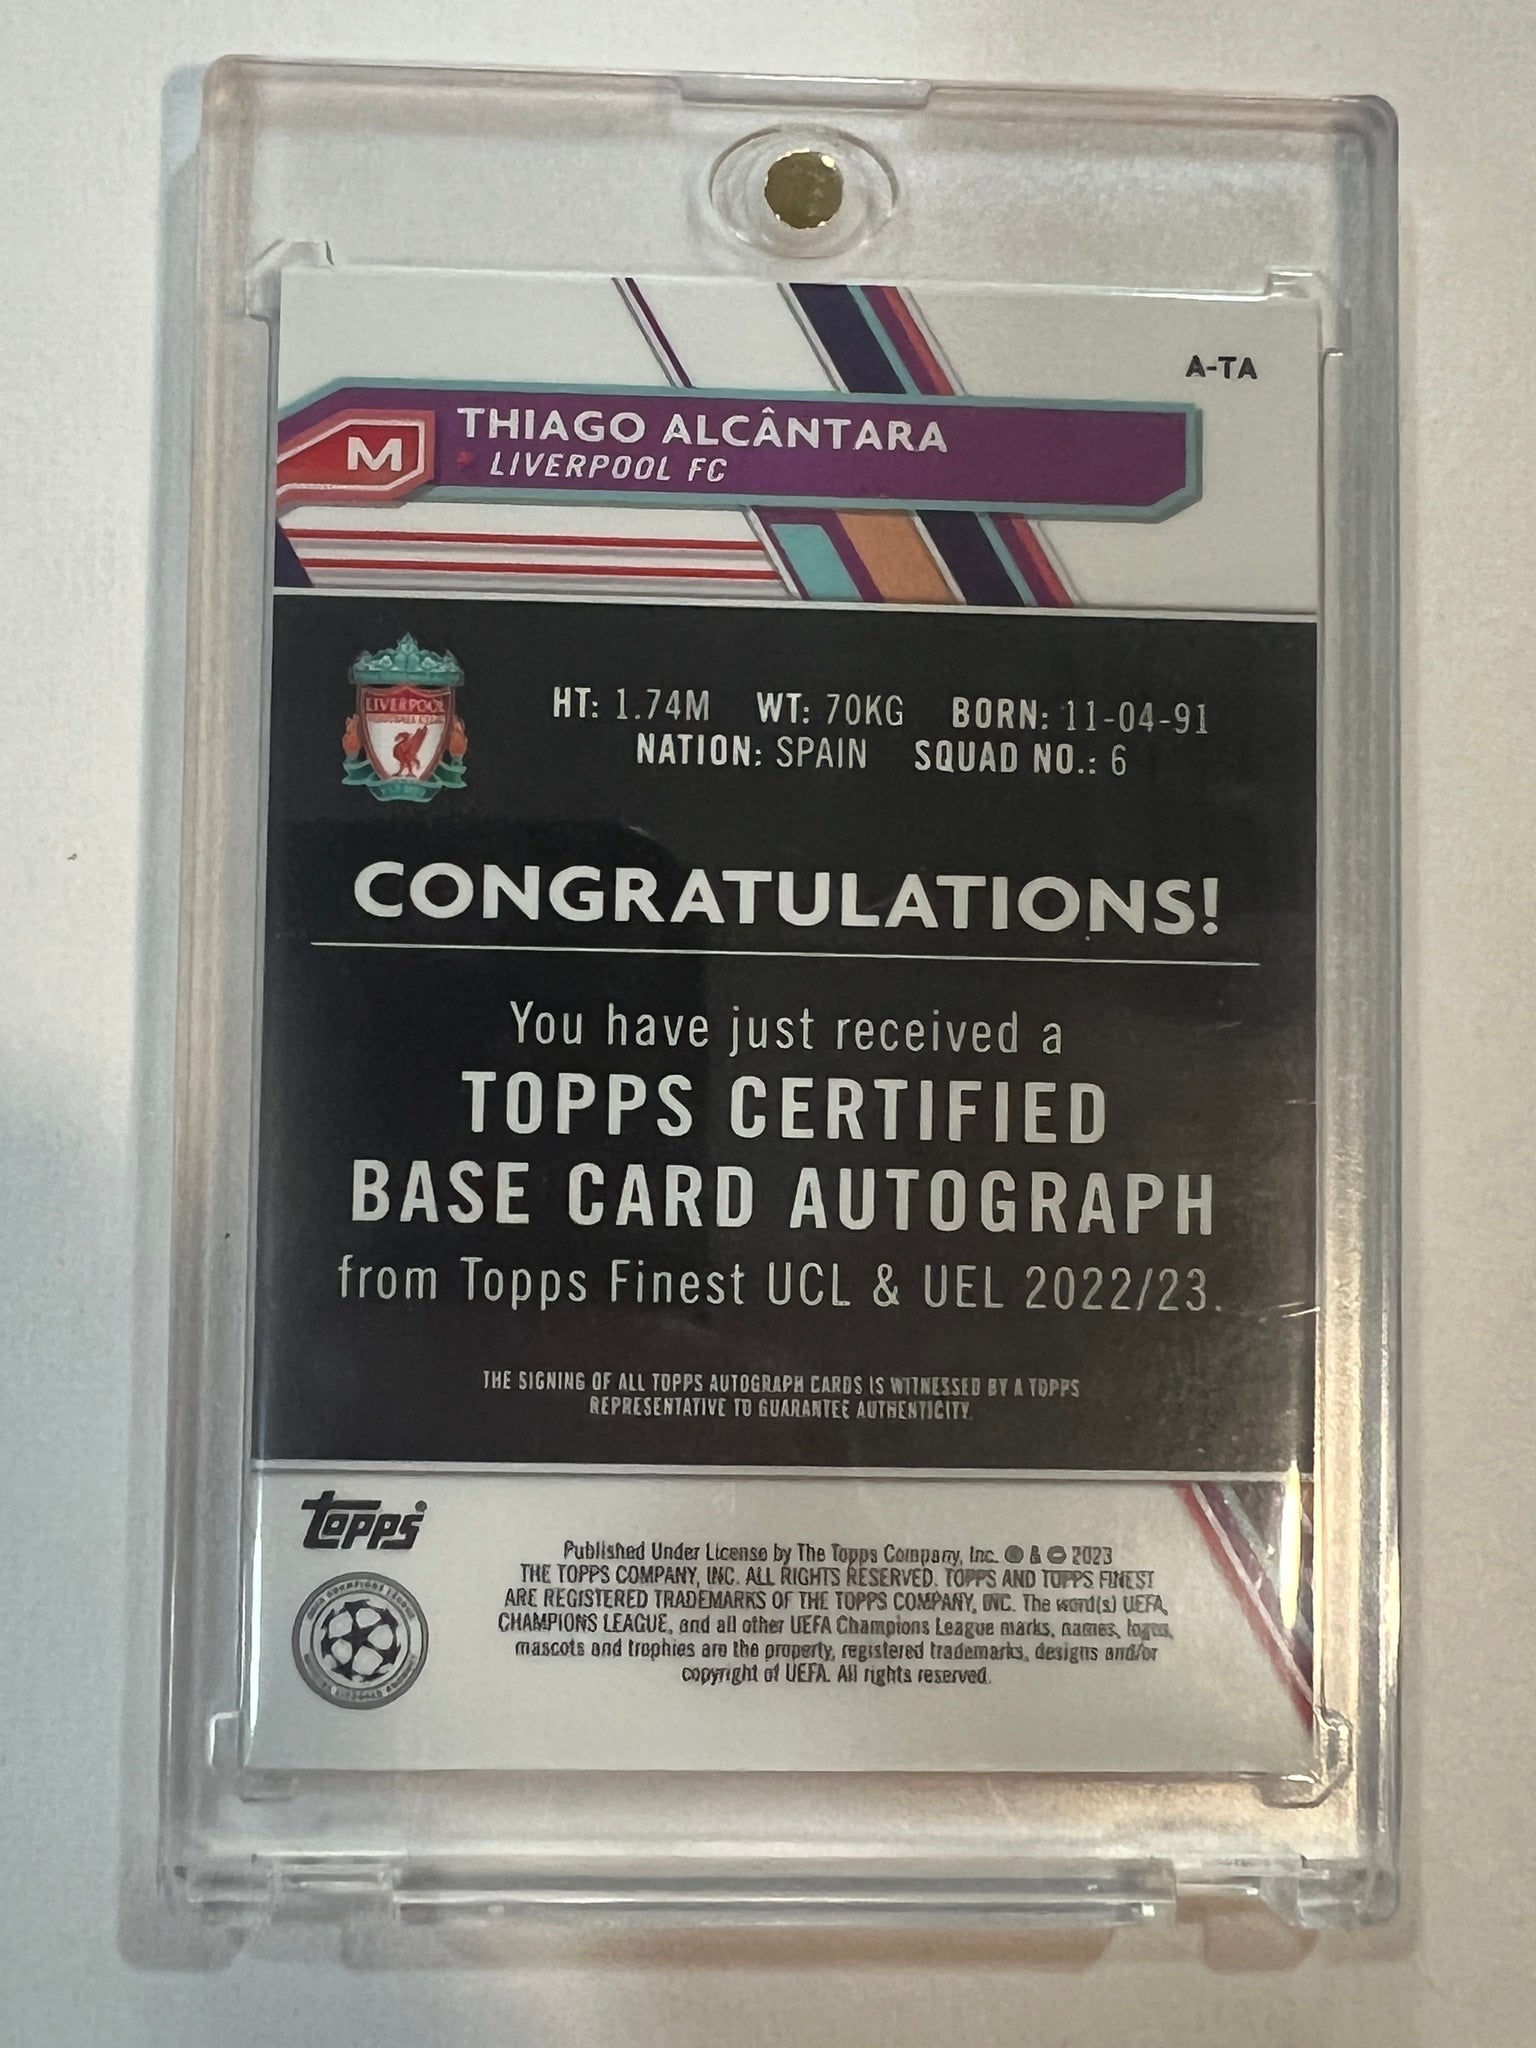 A-TA
M
THIAGO ALCÂNTARA
LIVERPOOL FC
LIVERPOOL
FOOTBALL CLUB
HT: 1.74M WT: 70KG BORN: 11-04-91
NATION: SPAIN SQUAD NO.: 6
CONGRATULATIONS!
You have just received a
TOPPS CERTIFIED
BASE CARD AUTOGRAPH
from Topps Finest UCL & UEL 2022/23.
THE SIGNING OF ALL TOPPS AUTOGRAPH CARDS IS WITNESSED BY A TOPPS
REPRESENTATIVE TO GUARANTEE AUTHENTICITY.
topps
Published Under License by The Topps Company, Inc. ® & © 2023
THE TOPPS COMPANY, INC. ALL RIGHTS RESERVED. TOPPS AND TOPPS FINEST
ARE REGISTERED TRADEMARKS OF THE TOPPS COMPANY, INC. The word(s) UEFA,
CHAMPIONS LEAGUE, and all other UEFA Champions League marks, names, logos,
mascots and trophies are the property, registered trademarks, designs and/or
copyright of UEFA. All rights reserved.